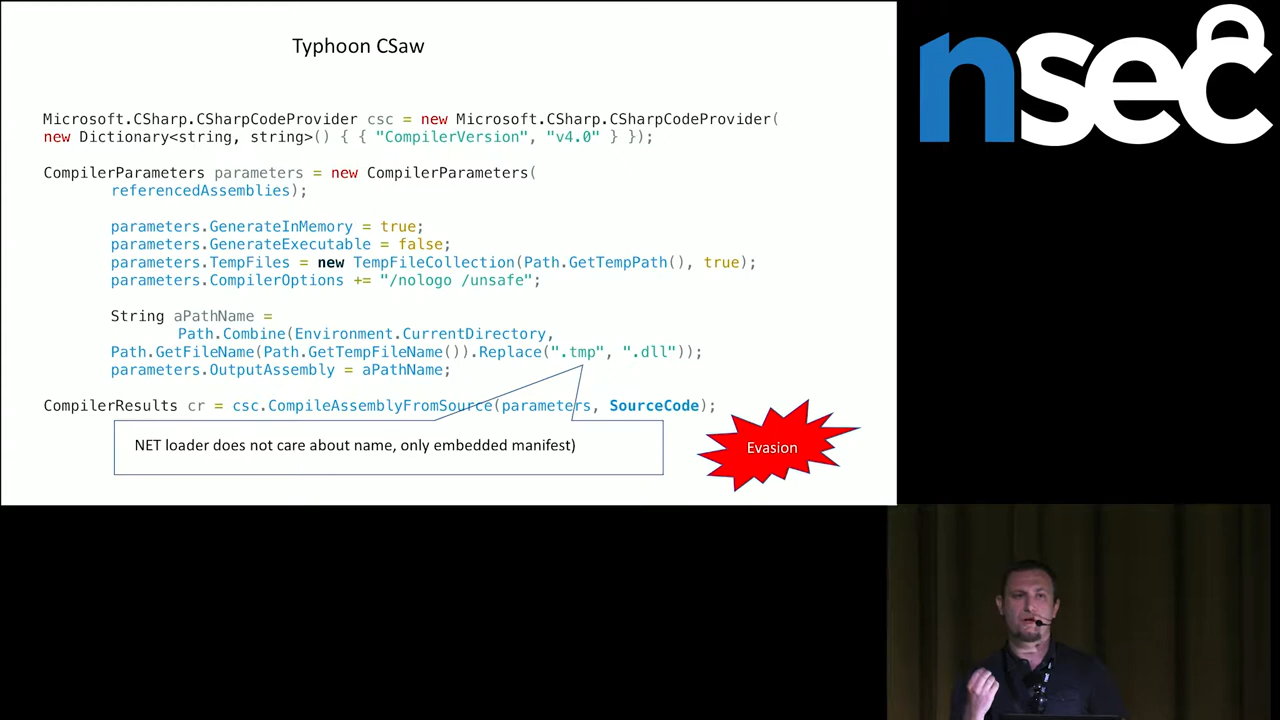 Typhoon CSaw
nsec
Microsoft.CSharp.CSharpCodeProvider csc = new Microsoft.CSharp.CSharpCodeProvider(
new Dictionary<string, string>() { { "CompilerVersion", "v4.0" } });
CompilerParameters parameters = new CompilerParameters(
referencedAssemblies);
parameters.GenerateInMemory = true;
parameters.GenerateExecutable = false;
parameters.TempFiles = new TempFileCollection(Path.GetTempPath(), true);
parameters.CompilerOptions += "/nologo /unsafe";
String aPathName =
Path.Combine(Environment.CurrentDirectory,
Path.GetFileName(Path.GetTempFileName()).Replace(".tmp", ".dll"));
parameters.OutputAssembly = aPathName;
CompilerResults cr = csc.CompileAssemblyFromSource(parameters, SourceCode);
NET loader does not care about name, only embedded manifest)
Evasion